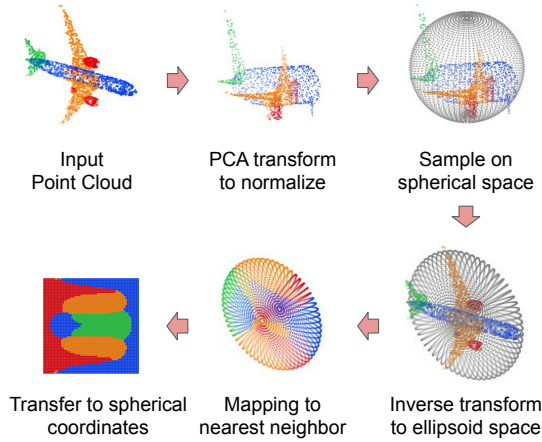 Input
Point Cloud
PCA transform
to normalize
Sample on
spherical space
Transfer to spherical
coordinates
Mapping to
nearest neighbor
Inverse transform
to ellipsoid space